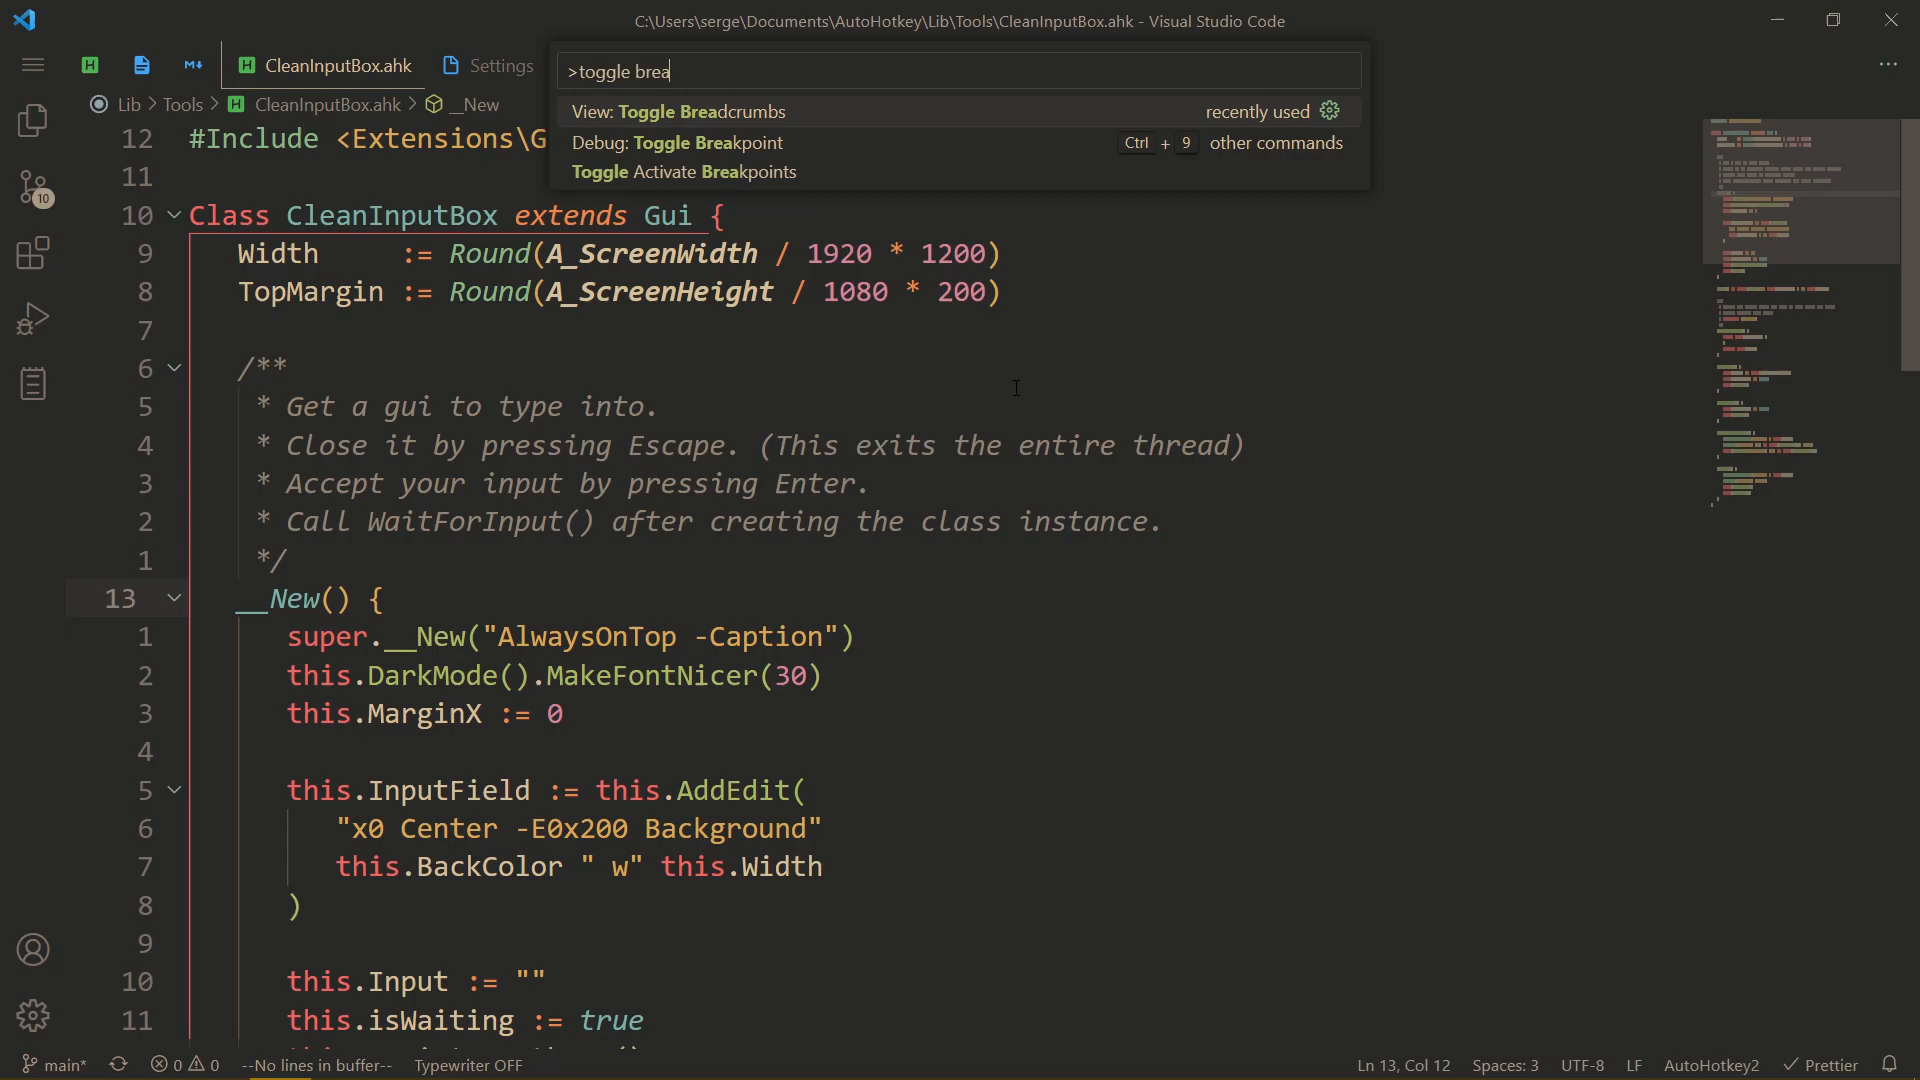 C:\Users\serge\Documents\AutoHotkey\Lib\Tools\CleanInputBox.ahk - Visual Studio Code
CleanInputBox.ahk
Settings
>toggle brea
View: Toggle Breadcrumbs recently used
Debug: Toggle Breakpoint Ctrl + 9 other commands
Toggle Activate Breakpoints
Lib > Tools > CleanInputBox.ahk > __New
12 #Include <Extensions\G
11
10 Class CleanInputBox extends Gui {
9 Width := Round(A_ScreenWidth / 1920 * 1200)
8 TopMargin := Round(A_ScreenHeight / 1080 * 200)
7
6 /**
5 * Get a gui to type into.
4 * Close it by pressing Escape. (This exits the entire thread)
3 * Accept your input by pressing Enter.
2 * Call WaitForInput() after creating the class instance.
1 */
13 __New() {
1 super.__New("AlwaysOnTop -Caption")
2 this.DarkMode().MakeFontNicer(30)
3 this.MarginX := 0
4
5 this.InputField := this.AddEdit(
6 "x0 Center -E0x200 Background"
7 this.BackColor " w" this.Width
8 )
9
10 this.Input := ""
11 this.isWaiting := true
10
main* 0 0 --No lines in buffer-- Typewriter OFF
Ln 13, Col 12 Spaces: 3 UTF-8 LF AutoHotkey2 Prettier